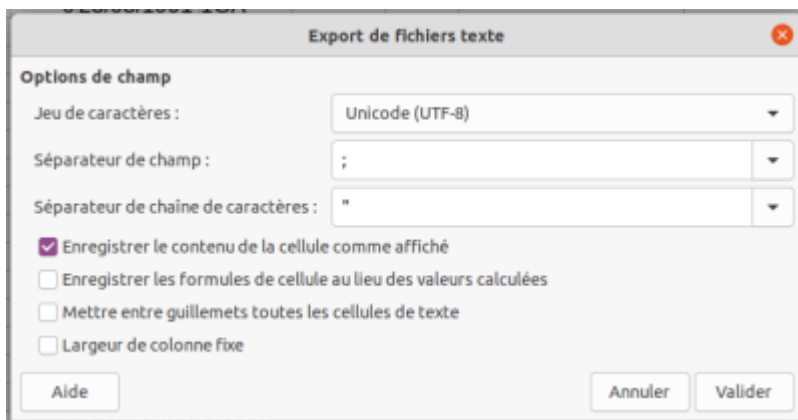 Export de fichiers texte
Options de champ
Jeu de caractères : Unicode (UTF-8)
Séparateur de champ : ;
Séparateur de chaîne de caractères : "
Enregistrer le contenu de la cellule comme affiché
Enregistrer les formules de cellule au lieu des valeurs calculées
Mettre entre guillemets toutes les cellules de texte
Largeur de colonne fixe
Aide Annuler Valider